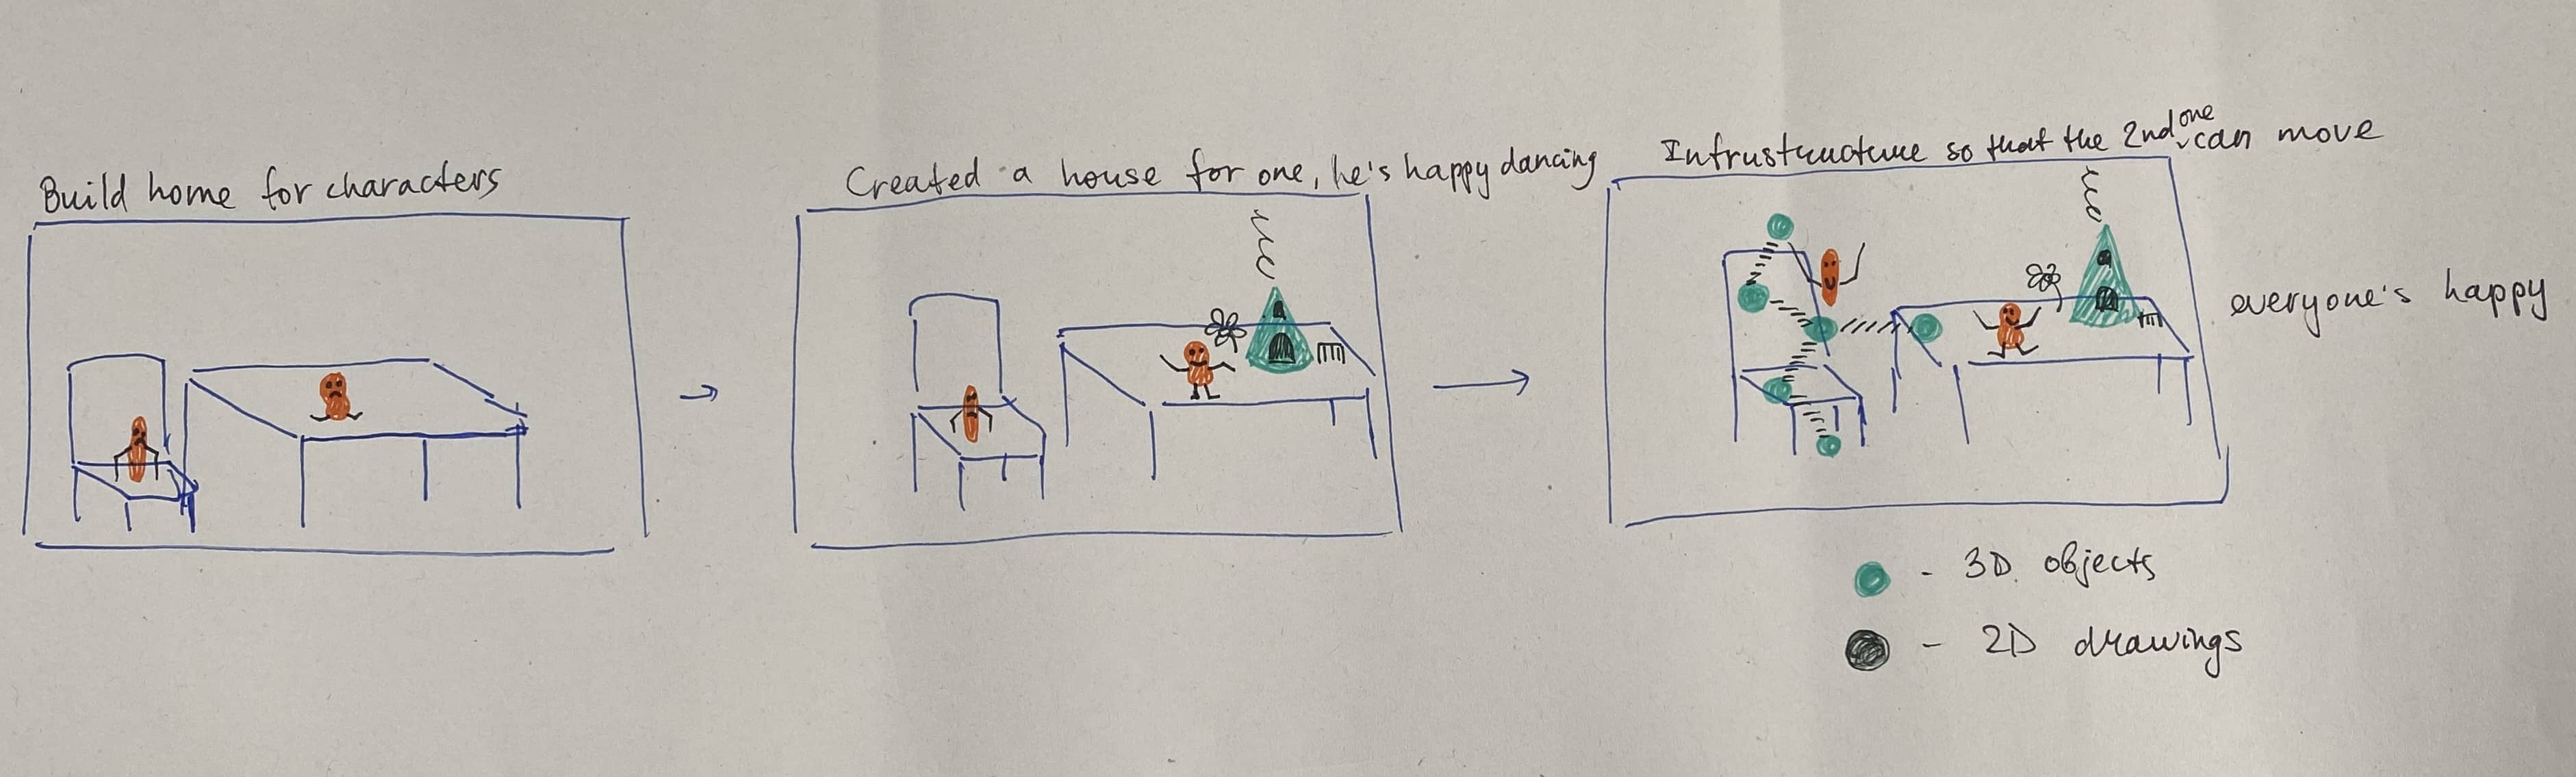 Build home for characters
Created a house for one, he's happy dancing
Infrustructure so that the 2nd one can move
everyone's happy
- 3D objects
- 2D drawings